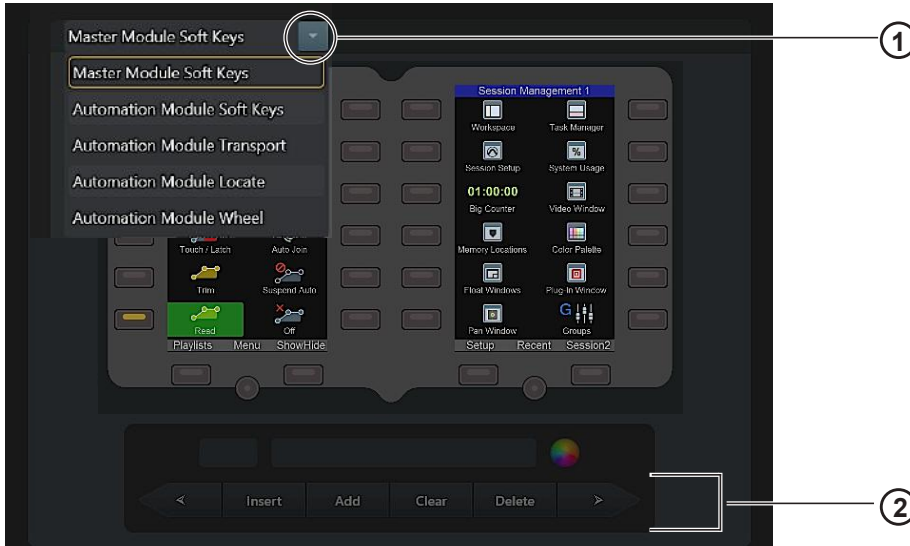 Master Module Soft Keys
1
Master Module Soft Keys
Automation Module Soft Keys
Automation Module Transport
Automation Module Locate
Automation Module Wheel
Touch / Latch
Auto Join
Trim
Suspend Auto
Read
Off
Playlists Menu ShowHide
Session Management 1
Workspace
Task Manager
Session Setup
% System Usage
01:00:00
Big Counter
Video Window
Memory Locations
Color Palette
Float Windows
Plug-In Window
Pan Window
G
Groups
Setup Recent Session2
< Insert Add Clear Delete >
2